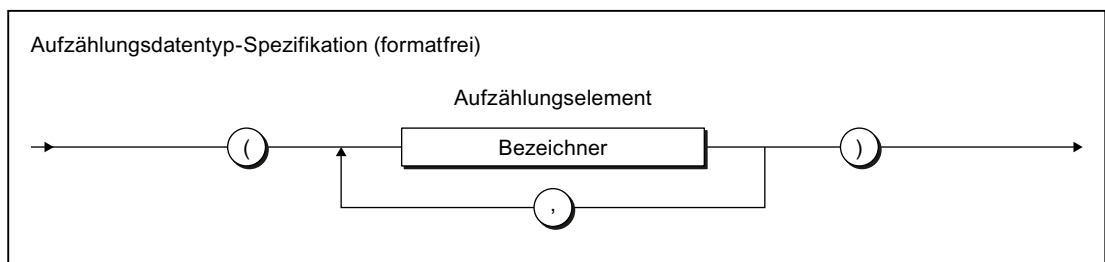 Aufzählungsdatentyp-Spezifikation (formatfrei)
Aufzählungselement
( Bezeichner )
,